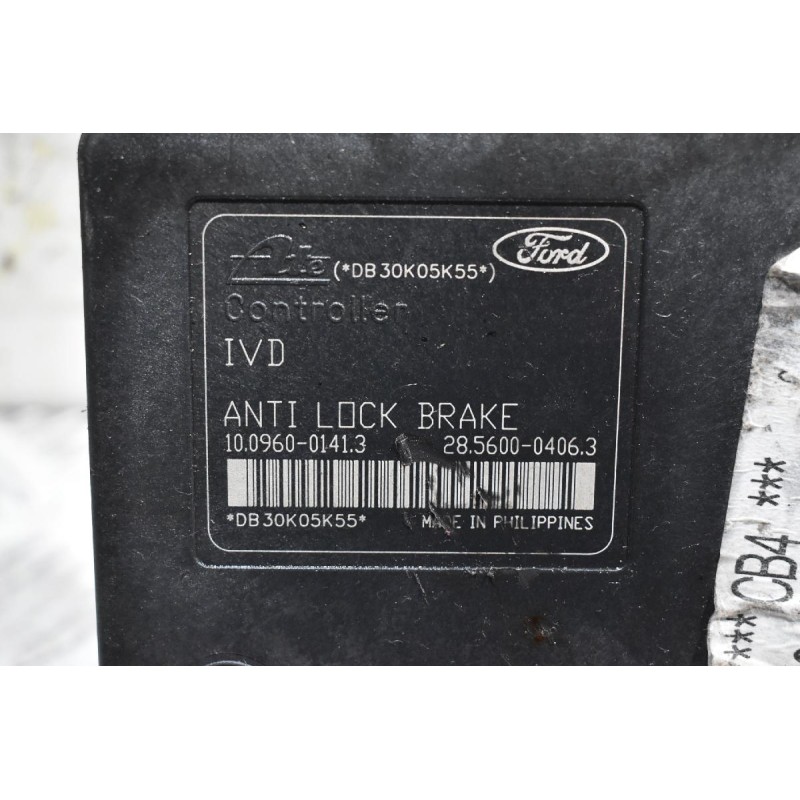 Ate (*DB30K05K55*) Ford
Controller
IVD
ANTI LOCK BRAKE
10.0960-0141.3 28.5600-0406.3
*DB30K05K55* MADE IN PHILIPPINES
*** CB4 ***